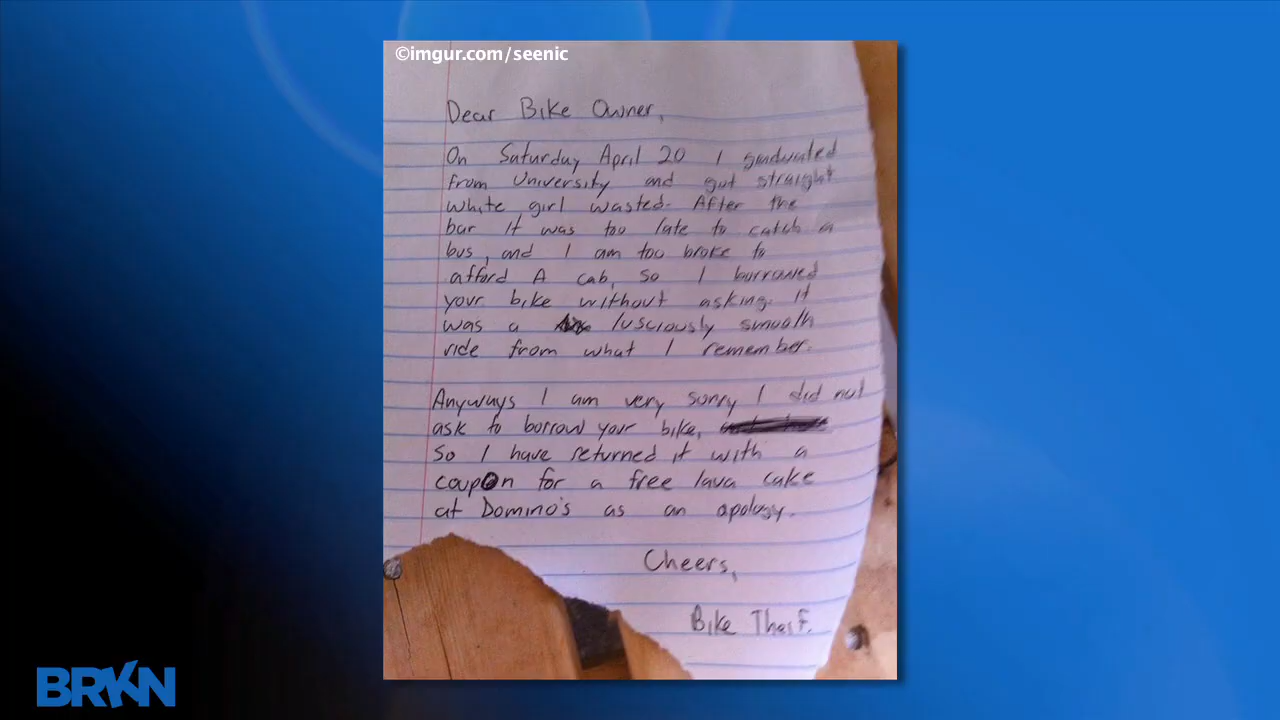 ©imgur.com/seenic
Dear Bike Owner,
On Saturday April 20 I graduated
from University and got straight
white girl wasted. After the
bar it was too late to catch a
bus, and I am too broke to
afford A cab, so I borrowed
your bike without asking. It
was a lusciously smooth
ride from what I remember.
Anyways I am very sorry I did not
ask to borrow your bike,
so I have returned it with a
coupon for a free lava cake
at Domino's as an apology.
Cheers,
Bike Theif.
BRKN